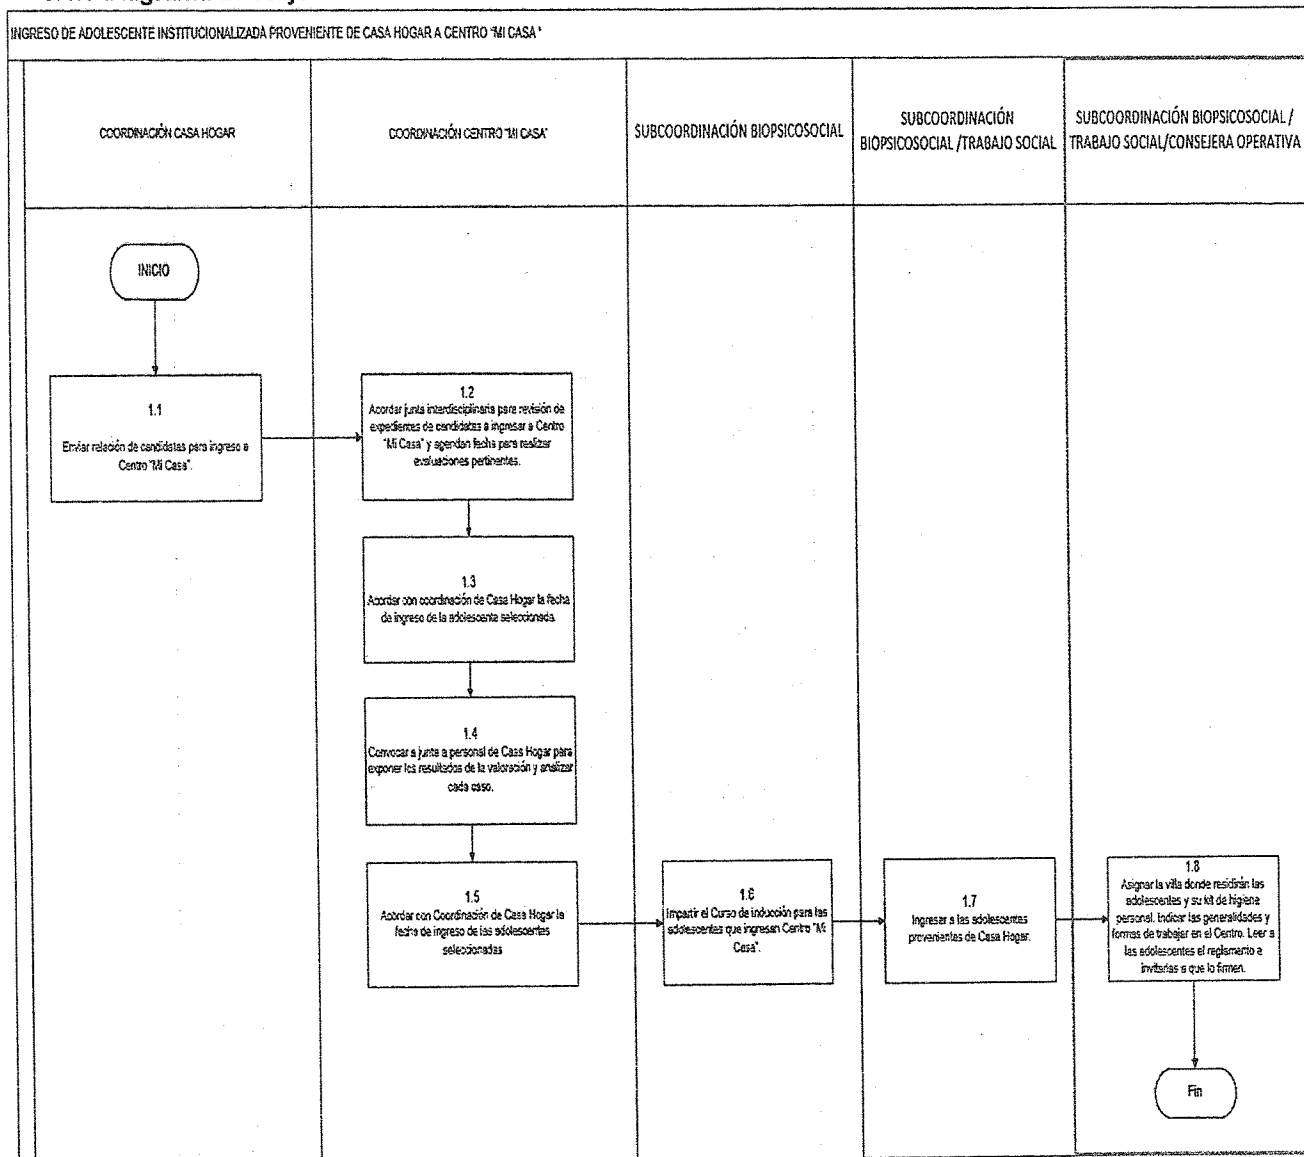 INGRESO DE ADOLESCENTE INSTITUCIONALIZADA PROVENIENTE DE CASA HOGAR A CENTRO "MI CASA"
COORDINACIÓN CASA HOGAR
COORDINACIÓN CENTRO "MI CASA"
SUBCOORDINACIÓN BIOPSICOSOCIAL
SUBCOORDINACIÓN
BIOPSICOSOCIAL /TRABAJO SOCIAL
SUBCOORDINACIÓN BIOPSICOSOCIAL /
TRABAJO SOCIAL/CONSEJERA OPERATIVA
INICIO
1.1
Enviar relación de candidatas para ingreso a
Centro "Mi Casa".
1.2
Acordar junta interdisciplinaria para revisión de
expedientes de candidatas a ingresar a Centro
"Mi Casa" y agendan fecha para realizar
evaluaciones pertinentes.
1.3
Acordar con coordinación de Casa Hogar la fecha
de ingreso de la adolescente seleccionada.
1.4
Convocar a junta a personal de Casa Hogar para
exponer los resultados de la valoración y analizar
cada caso.
1.5
Acordar con Coordinación de Casa Hogar la
fecha de ingreso de las adolescentes
seleccionadas
1.6
Impartir el Curso de inducción para las
adolescentes que ingresan Centro "Mi
Casa".
1.7
Ingresar a las adolescentes
provenientes de Casa Hogar.
1.8
Asignar la villa donde residirán las
adolescentes y su kit de higiene
personal. Indicar las generalidades y
formas de trabajar en el Centro. Leer a
las adolescentes el reglamento e
invitarlas a que lo firmen.
Fin